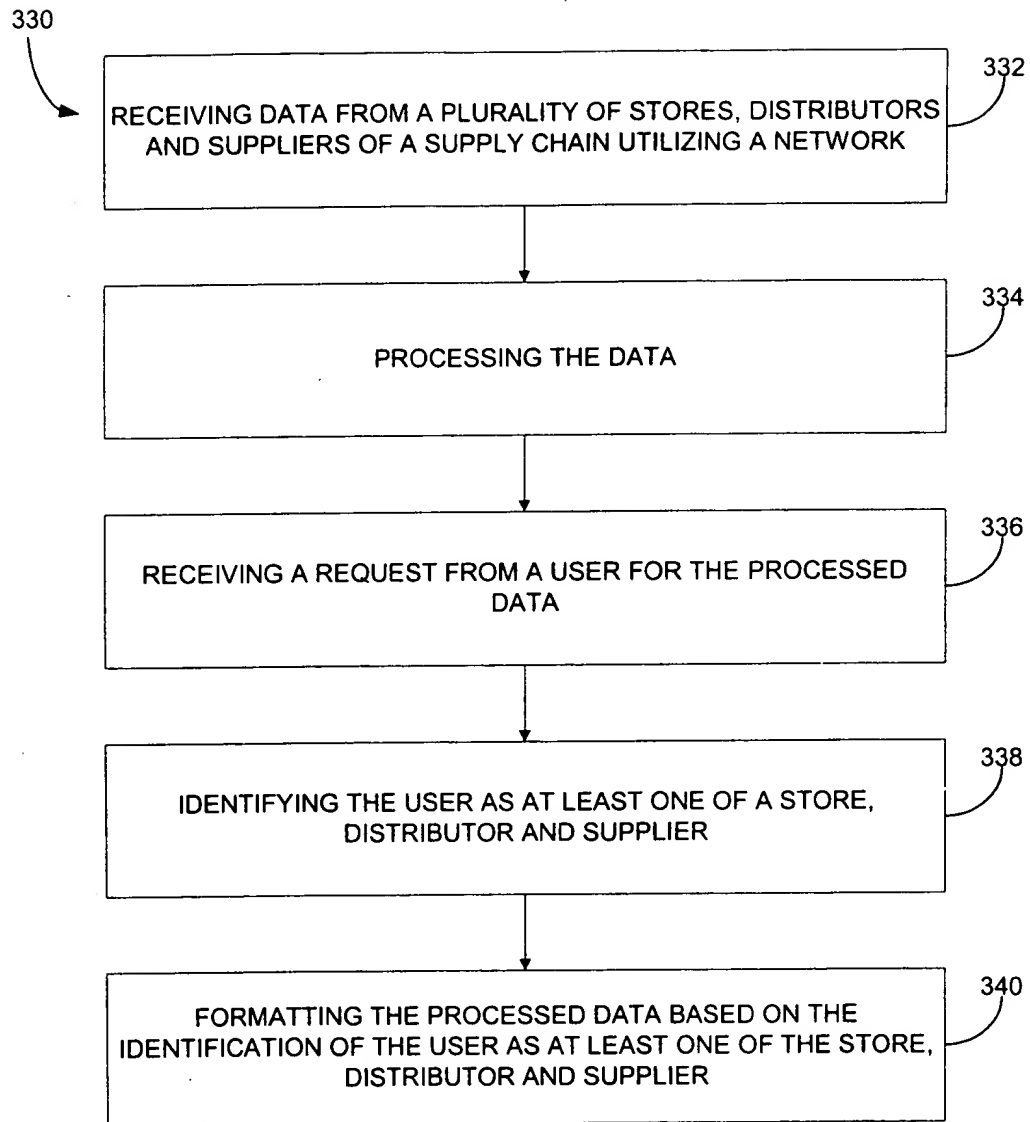 330
332
RECEIVING DATA FROM A PLURALITY OF STORES, DISTRIBUTORS
AND SUPPLIERS OF A SUPPLY CHAIN UTILIZING A NETWORK
334
PROCESSING THE DATA
336
RECEIVING A REQUEST FROM A USER FOR THE PROCESSED
DATA
338
IDENTIFYING THE USER AS AT LEAST ONE OF A STORE,
DISTRIBUTOR AND SUPPLIER
340
FORMATTING THE PROCESSED DATA BASED ON THE
IDENTIFICATION OF THE USER AS AT LEAST ONE OF THE STORE,
DISTRIBUTOR AND SUPPLIER